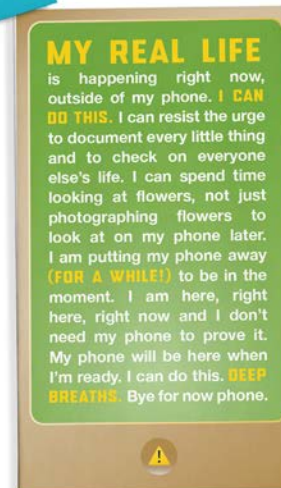 MY REAL LIFE
is happening right now,
outside of my phone. I CAN
DO THIS. I can resist the urge
to document every little thing
and to check on everyone
else's life. I can spend time
looking at flowers, not just
photographing flowers to
look at on my phone later.
I am putting my phone away
(FOR A WHILE!) to be in the
moment. I am here, right
here, right now and I don't
need my phone to prove it.
My phone will be here when
I'm ready. I can do this. DEEP
BREATHS. Bye for now phone.